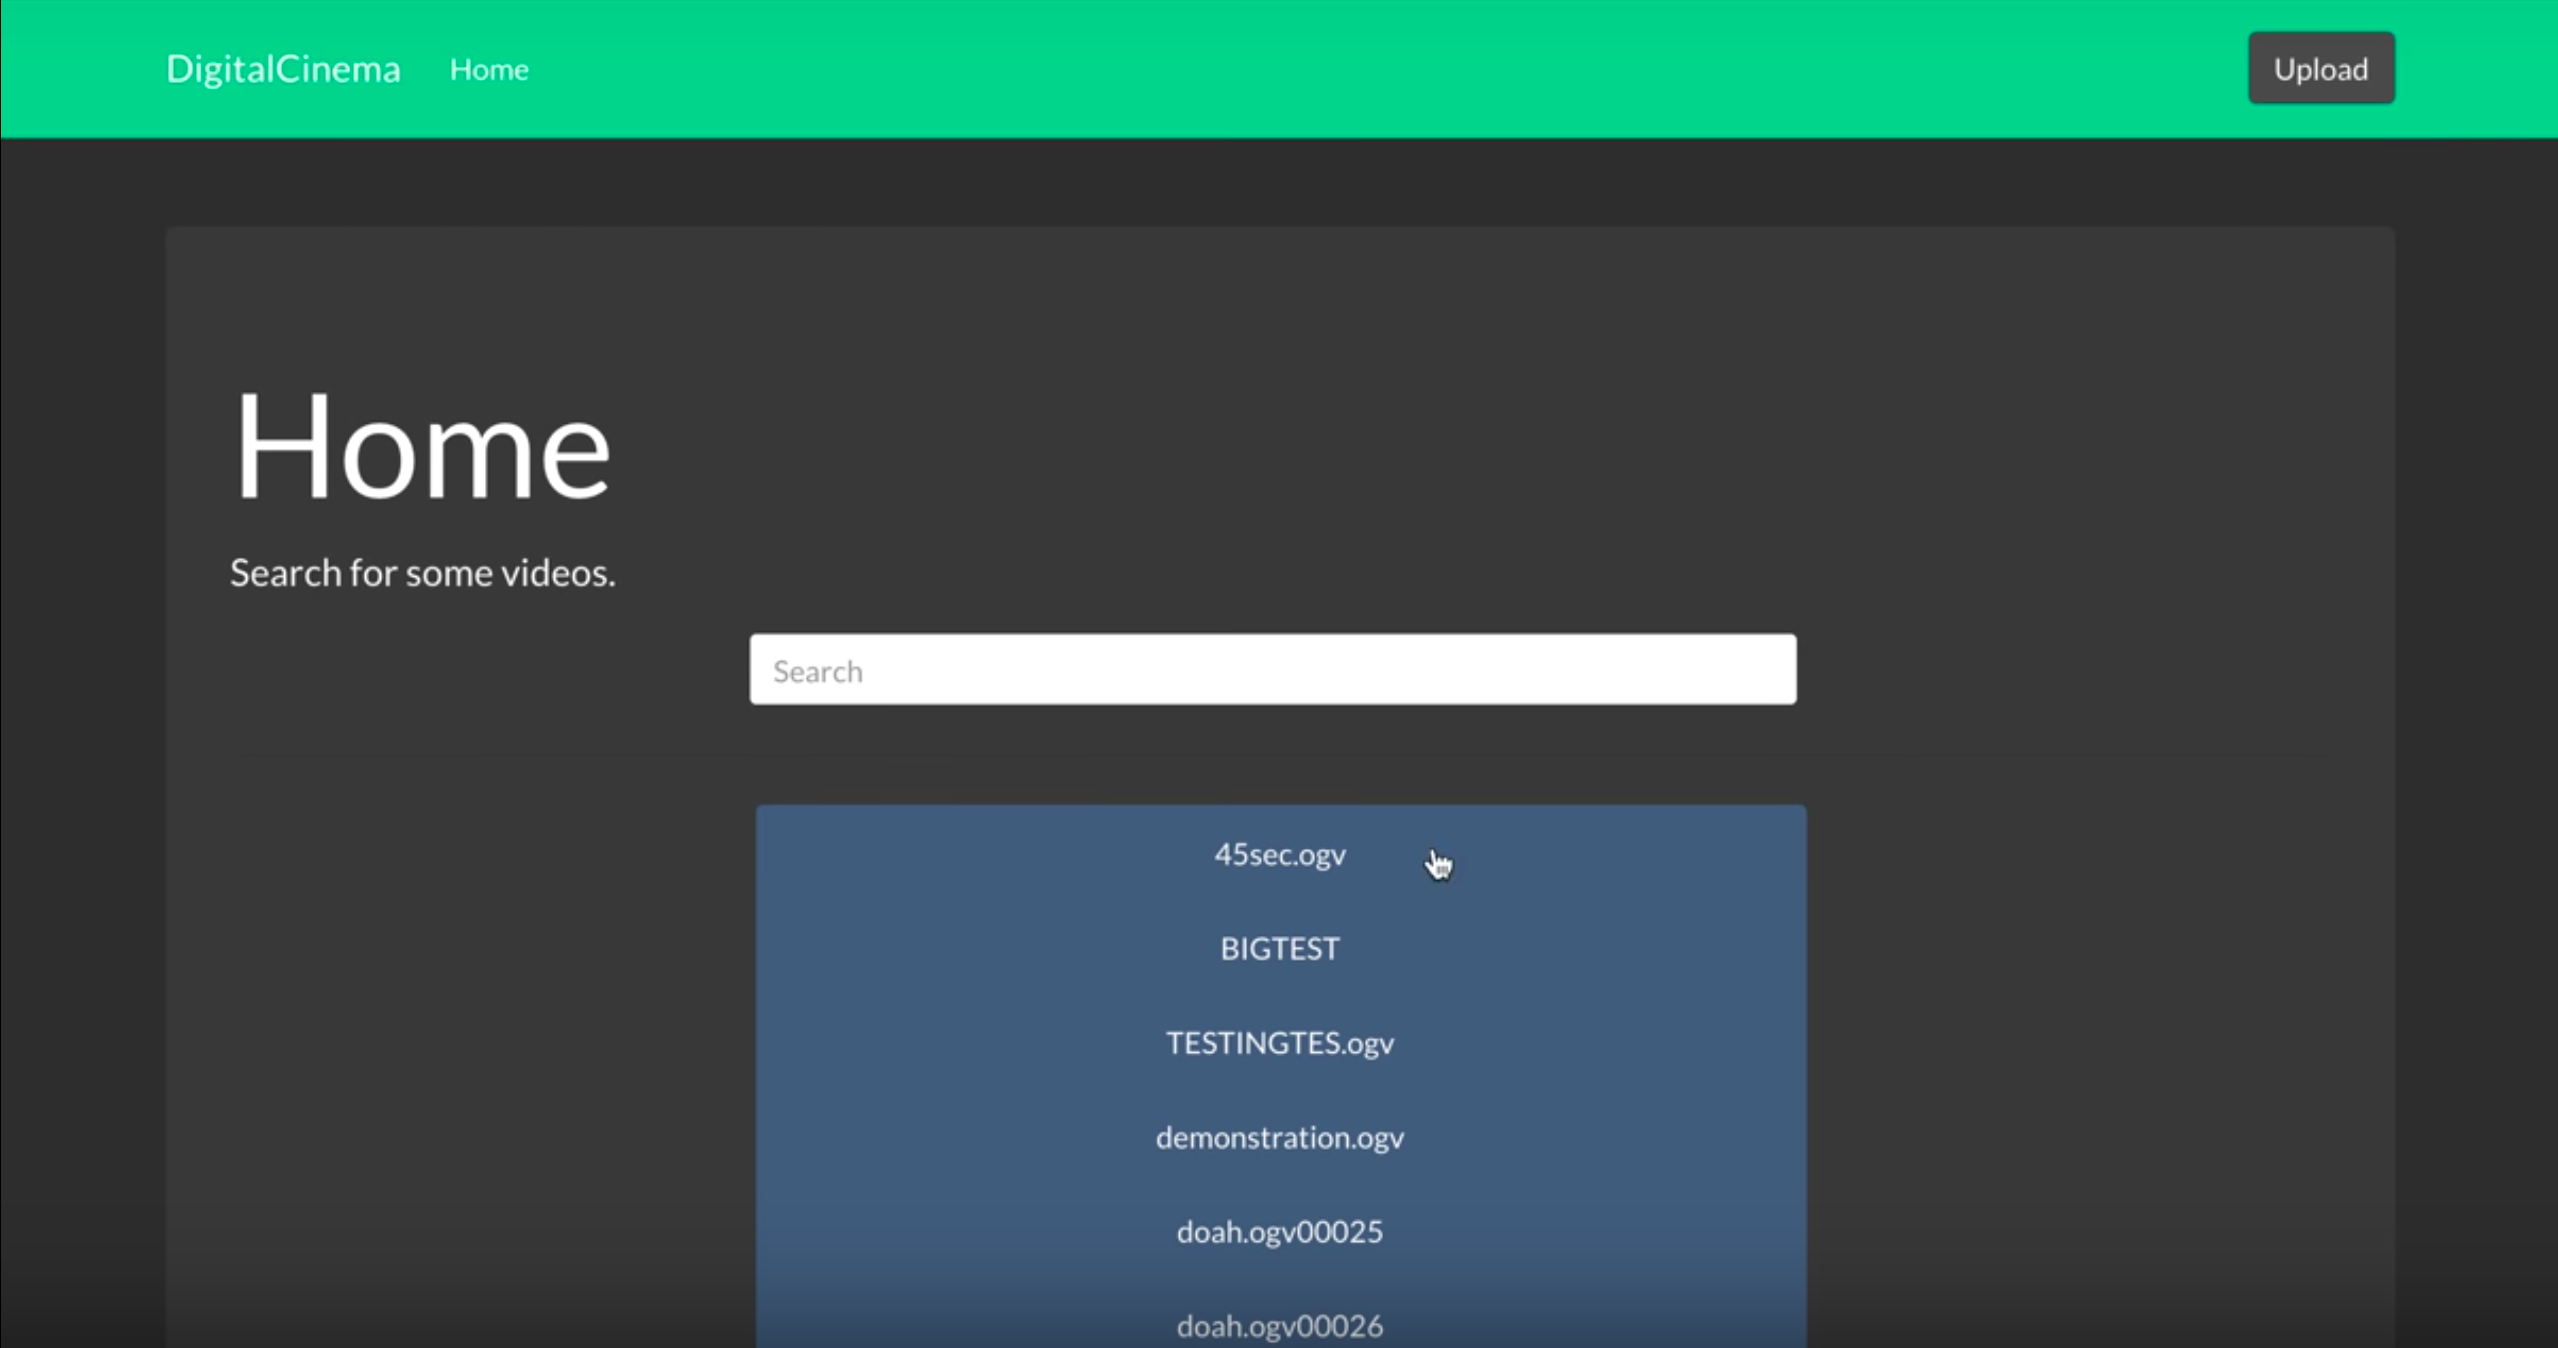 DigitalCinema Home Upload
Home
Search for some videos.
Search
45sec.ogv
BIGTEST
TESTINGTES.ogv
demonstration.ogv
doah.ogv00025
doah.ogv00026